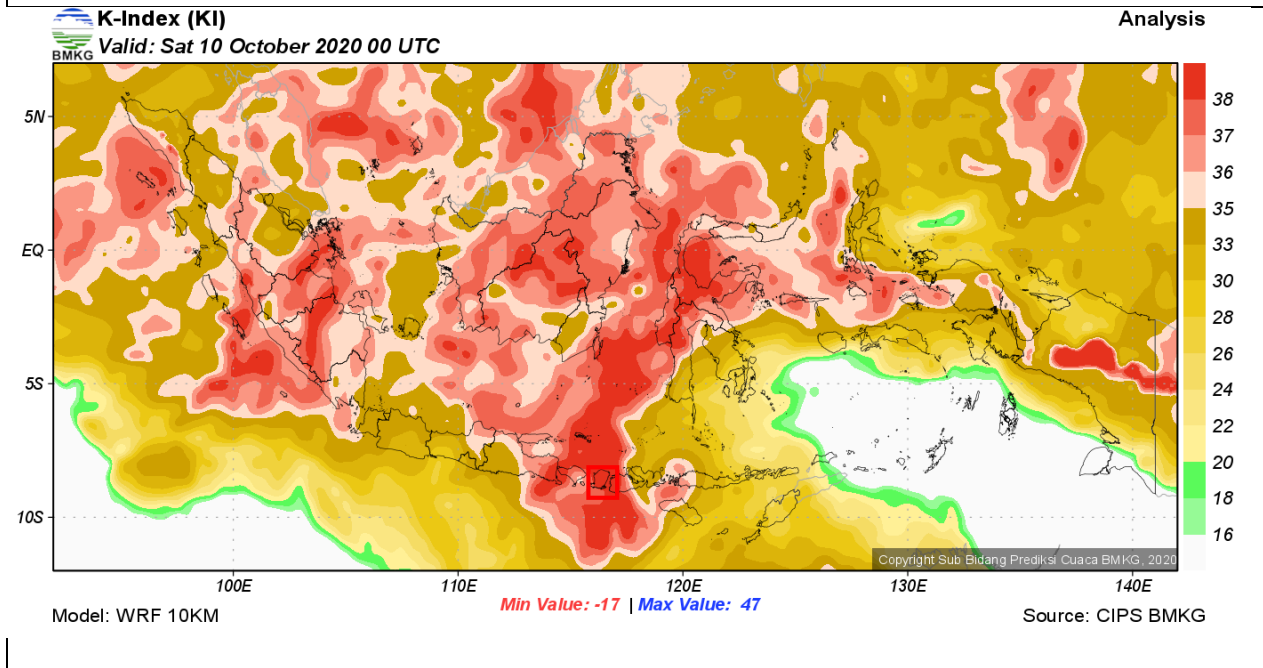 K-Index (KI)
Analysis
BMKG
Valid: Sat 10 October 2020 00 UTC
5N
EQ
5S
10S
38
37
36
35
33
30
28
26
24
22
20
18
16
Copyright Sub Bidang Prediksi Cuaca BMKG, 2020
100E
110E
120E
130E
140E
Min Value: -17 | Max Value: 47
Model: WRF 10KM
Source: CIPS BMKG